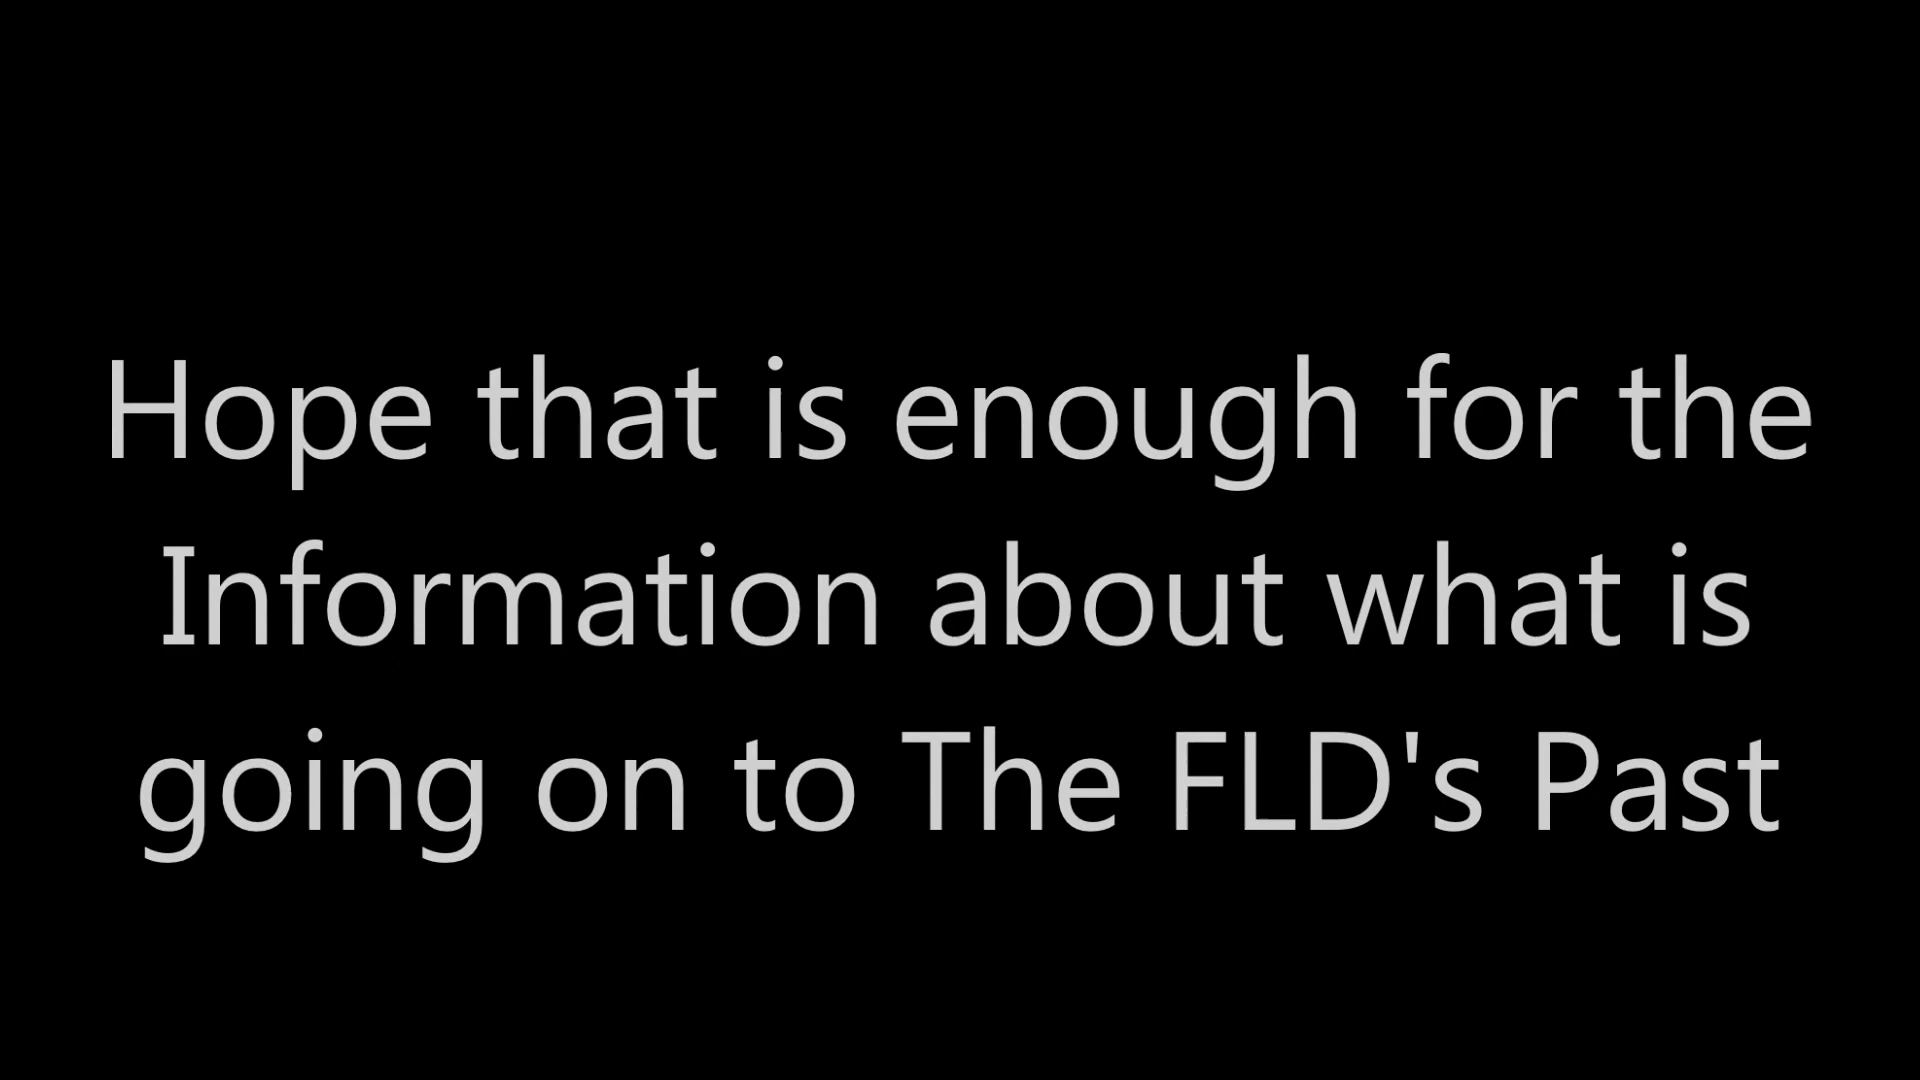 Hope that is enough for the
Information about what is
going on to The FLD's Past